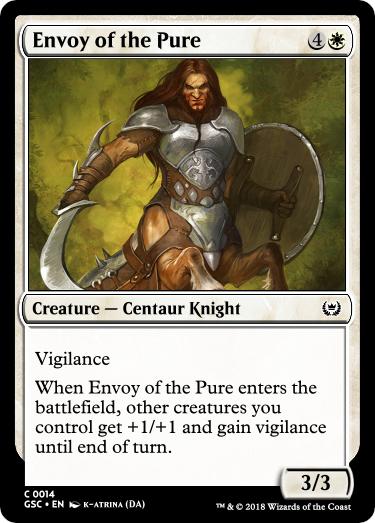 Envoy of the Pure 4
Creature — Centaur Knight
Vigilance
When Envoy of the Pure enters the
battlefield, other creatures you
control get +1/+1 and gain vigilance
until end of turn.
3/3
C 0014
GSC • EN K-ATRINA (DA)
™ & © 2018 Wizards of the Coast